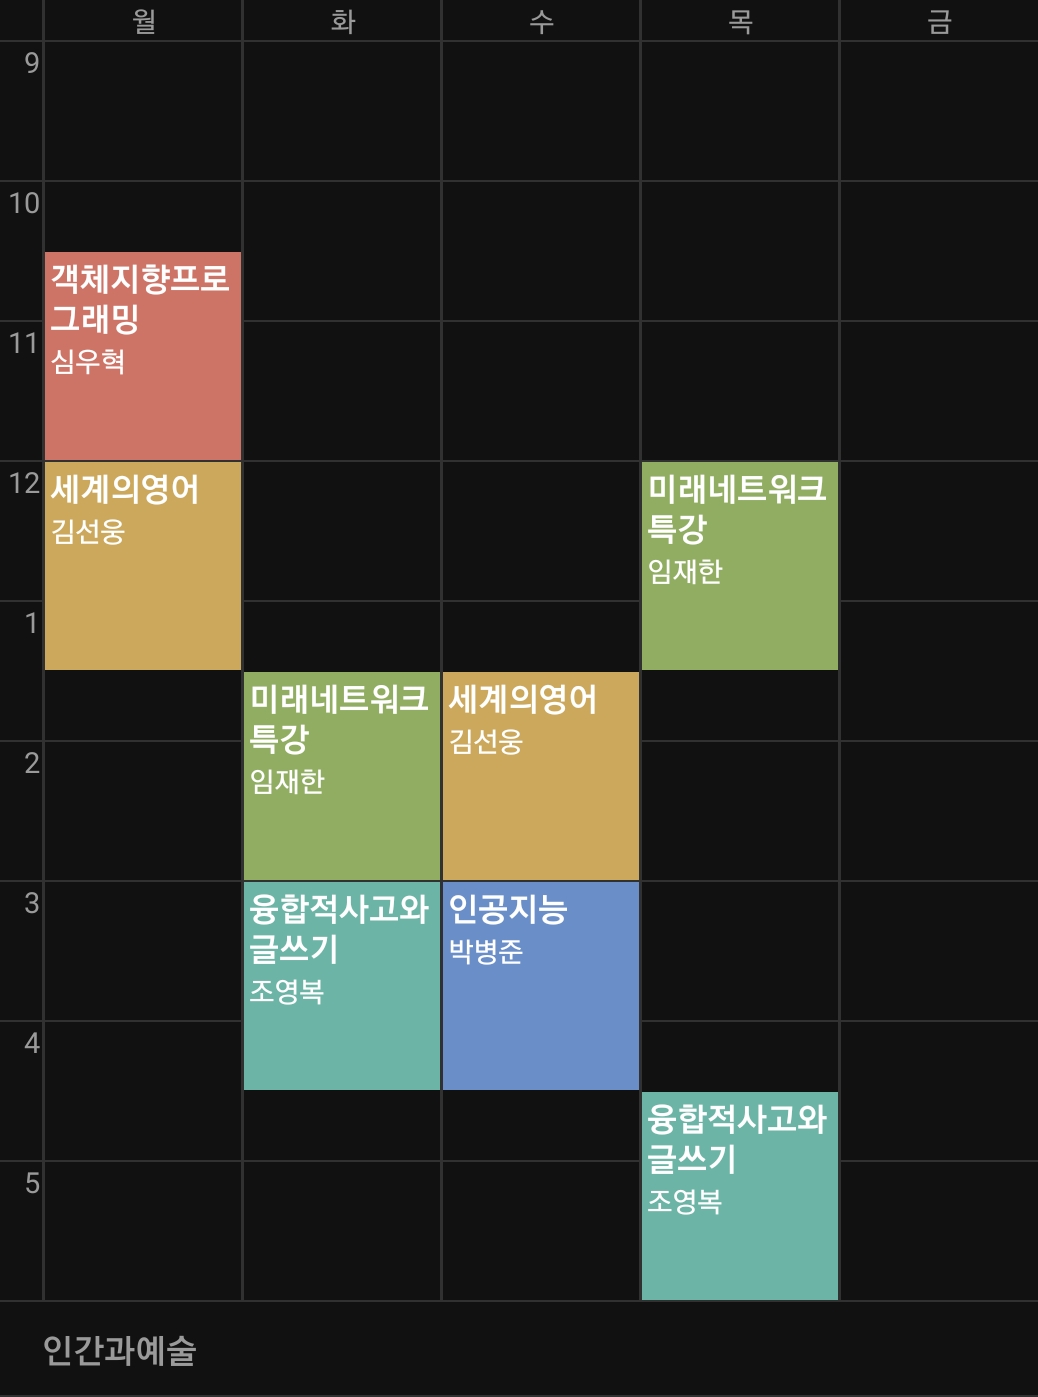 월 화 수 목 금
9
10
객체지향프로
그래밍
11
심우혁
12
세계의영어
김선웅
미래네트워크
특강
임재한
1
미래네트워크
특강
임재한
세계의영어
김선웅
2
3
융합적사고와
글쓰기
조영복
인공지능
박병준
4
융합적사고와
글쓰기
조영복
5
인간과예술